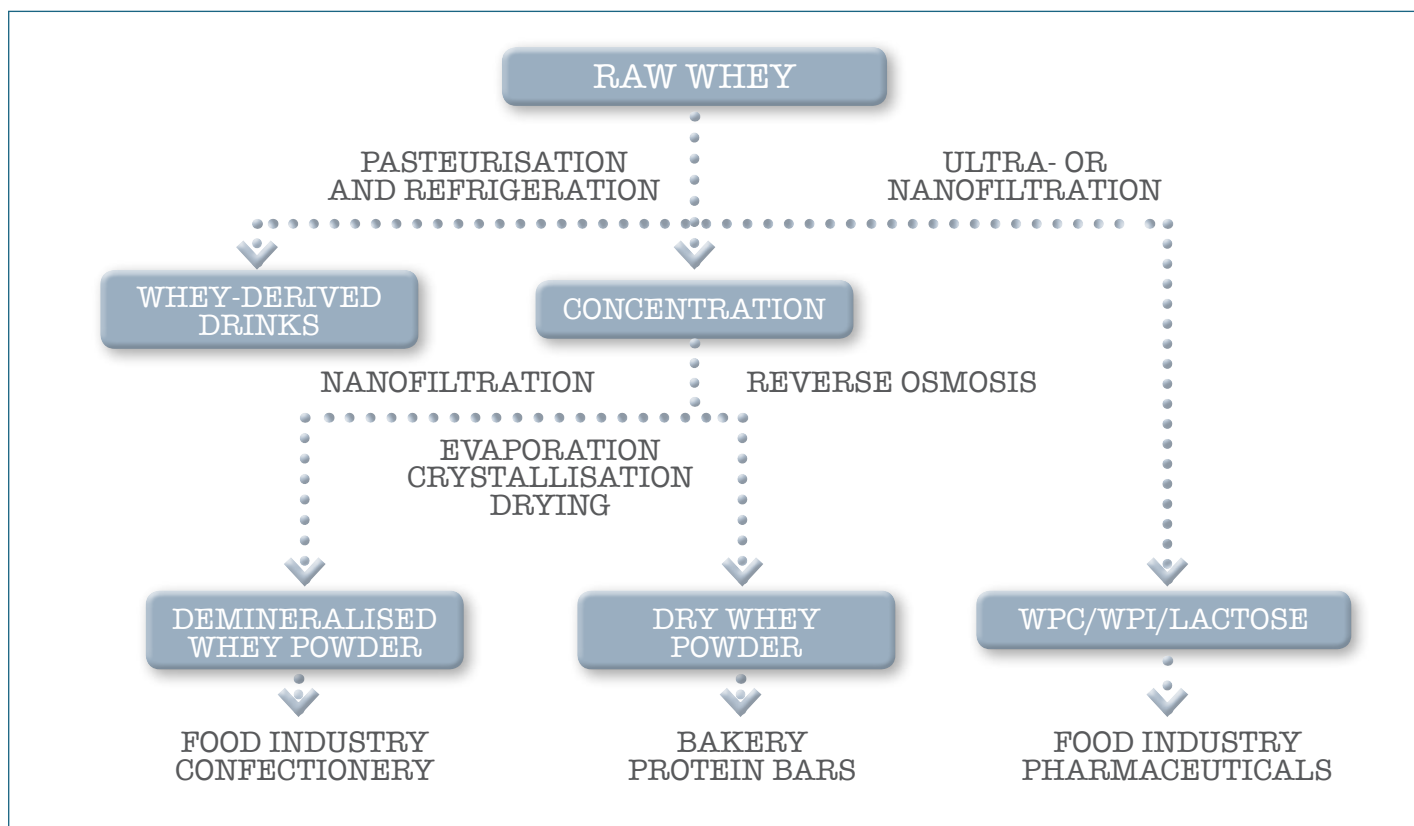 RAW WHEY
PASTEURISATION
AND REFRIGERATION
ULTRA- OR
NANOFILTRATION
WHEY-DERIVED
DRINKS
CONCENTRATION
NANOFILTRATION
REVERSE OSMOSIS
EVAPORATION
CRYSTALLISATION
DRYING
DEMINERALISED
WHEY POWDER
DRY WHEY
POWDER
WPC/WPI/LACTOSE
FOOD INDUSTRY
CONFECTIONERY
BAKERY
PROTEIN BARS
FOOD INDUSTRY
PHARMACEUTICALS